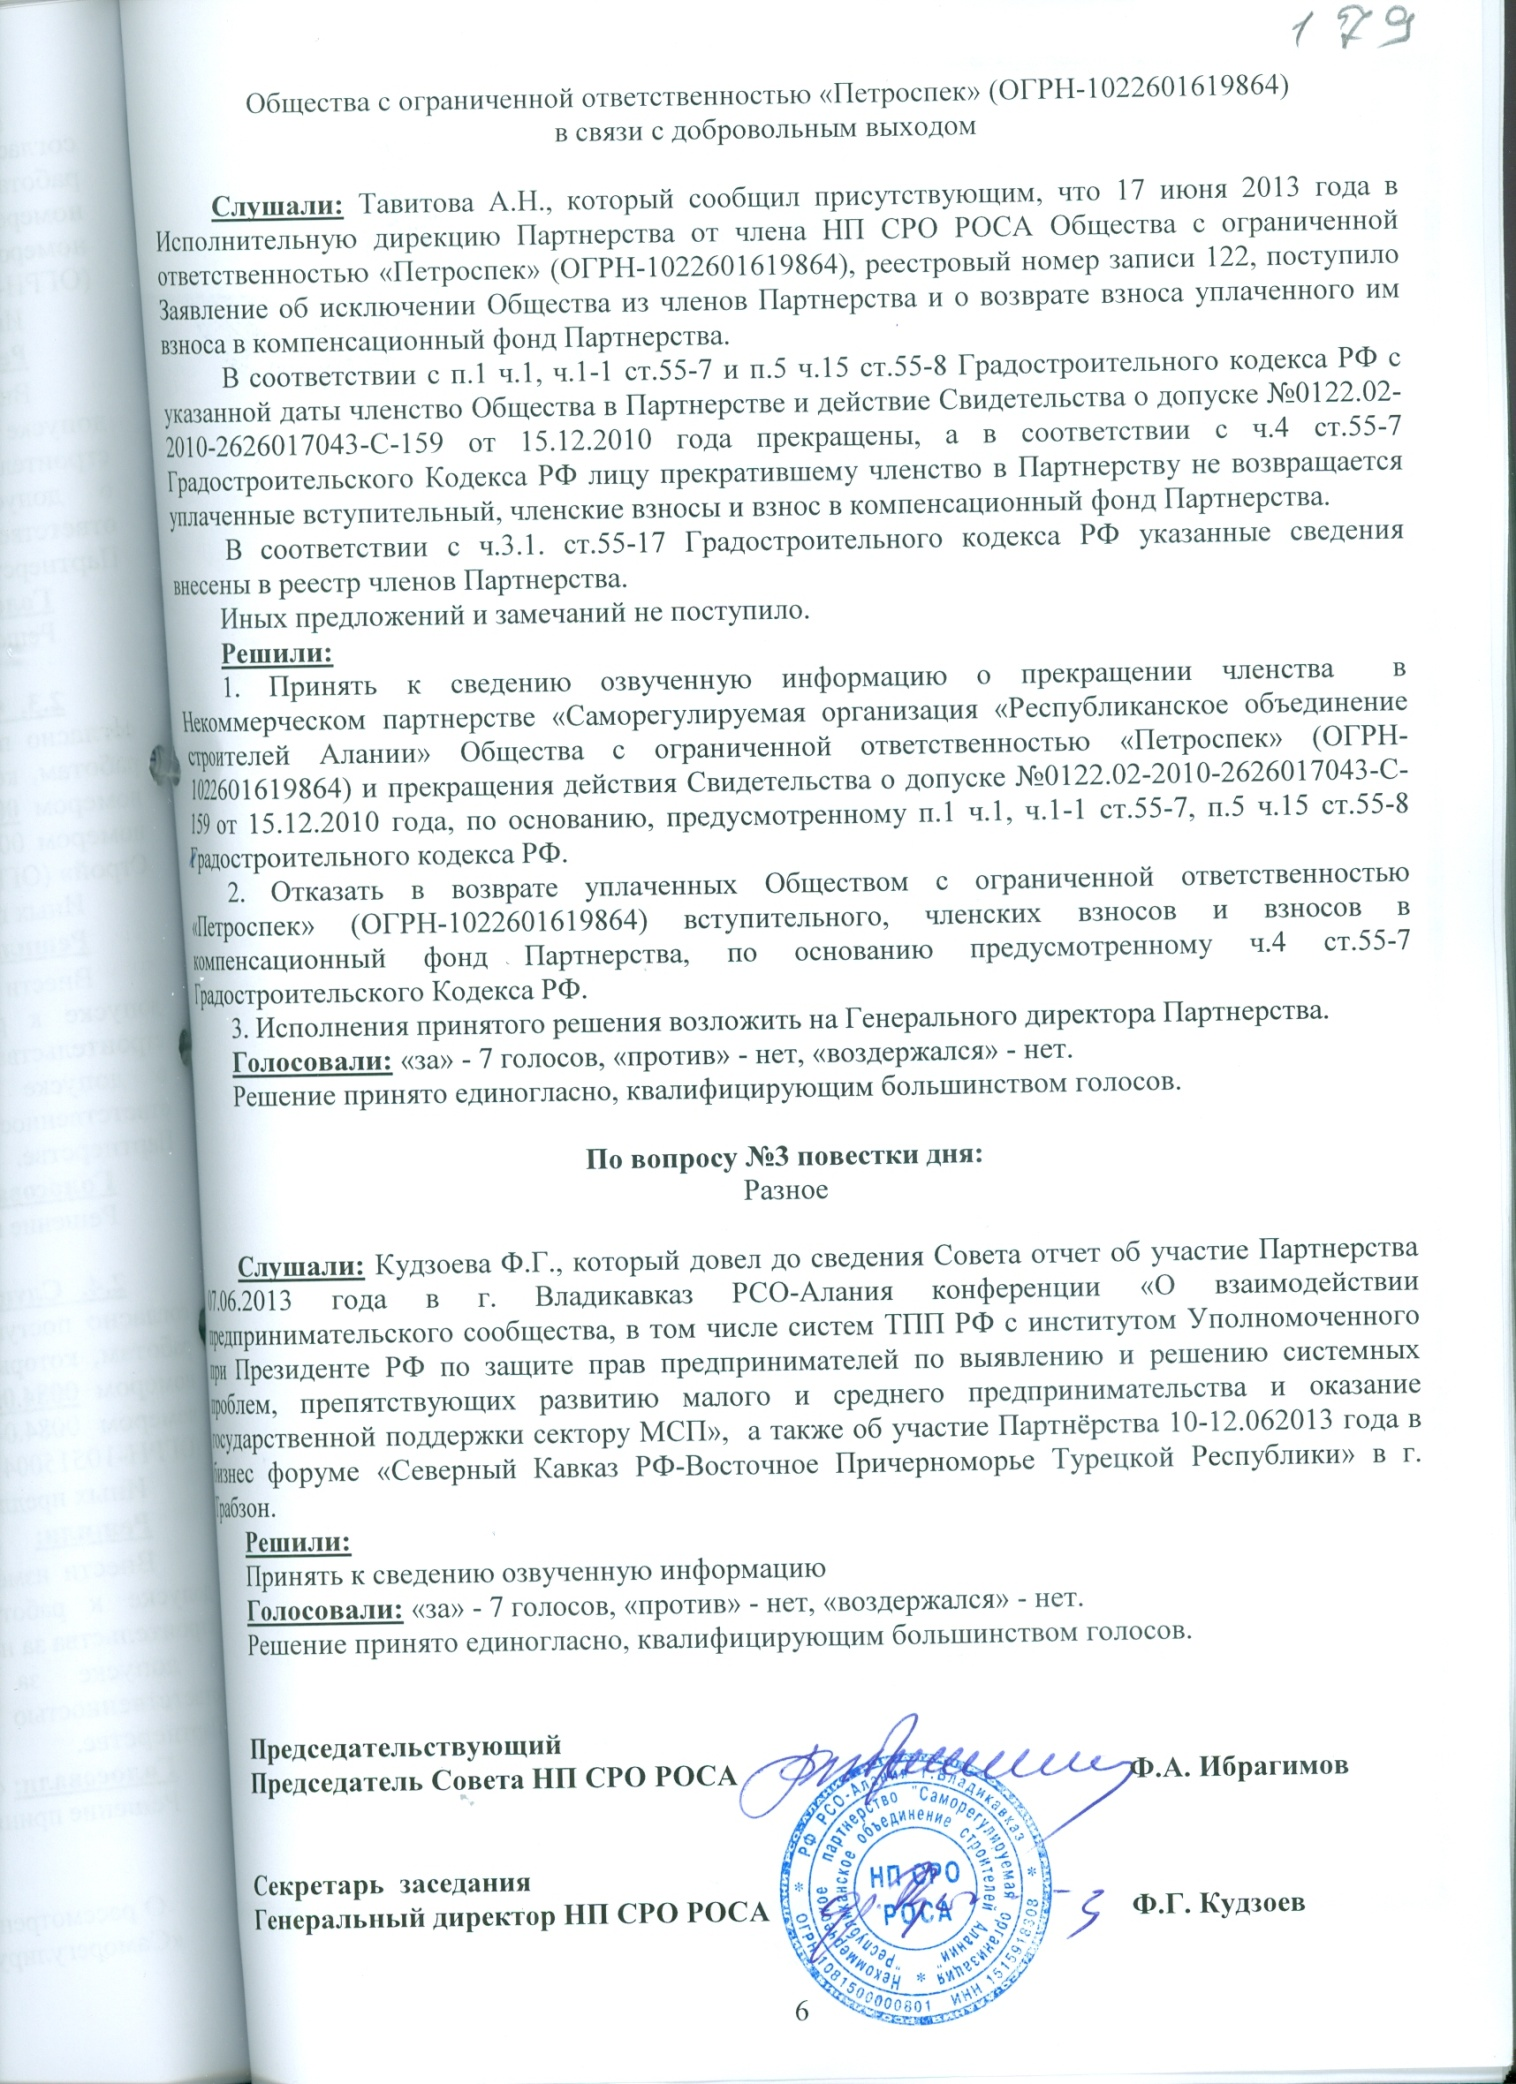 179
Общества с ограниченной ответственностью «Петроспек» (ОГРН-1022601619864)
в связи с добровольным выходом
Слушали: Тавитова А.Н., который сообщил присутствующим, что 17 июня 2013 года в
Исполнительную дирекцию Партнерства от члена НП СРО РОСА Общества с ограниченной
ответственностью «Петроспек» (ОГРН-1022601619864), реестровый номер записи 122, поступило
Заявление об исключении Общества из членов Партнерства и о возврате взноса уплаченного им
взноса в компенсационный фонд Партнерства.
В соответствии с п.1 ч.1, ч.1-1 ст.55-7 и п.5 ч.15 ст.55-8 Градостроительного кодекса РФ с
указанной даты членство Общества в Партнерстве и действие Свидетельства о допуске №0122.02-
2010-2626017043-С-159 от 15.12.2010 года прекращены, а в соответствии с ч.4 ст.55-7
Градостроительного Кодекса РФ лицу прекратившему членство в Партнерству не возвращается
уплаченные вступительный, членские взносы и взнос в компенсационный фонд Партнерства.
В соответствии с ч.3.1. ст.55-17 Градостроительного кодекса РФ указанные сведения
внесены в реестр членов Партнерства.
Иных предложений и замечаний не поступило.
Решили:
1. Принять к сведению озвученную информацию о прекращении членства в
Некоммерческом партнерстве «Саморегулируемая организация «Республиканское объединение
строителей Алании» Общества с ограниченной ответственностью «Петроспек» (ОГРН-
1022601619864) и прекращения действия Свидетельства о допуске №0122.02-2010-2626017043-С-
159 от 15.12.2010 года, по основанию, предусмотренному п.1 ч.1, ч.1-1 ст.55-7, п.5 ч.15 ст.55-8
Градостроительного кодекса РФ.
2. Отказать в возврате уплаченных Обществом с ограниченной ответственностью
«Петроспек» (ОГРН-1022601619864) вступительного, членских взносов и взносов в
компенсационный фонд Партнерства, по основанию предусмотренному ч.4 ст.55-7
Градостроительного Кодекса РФ.
3. Исполнения принятого решения возложить на Генерального директора Партнерства.
Голосовали: «за» - 7 голосов, «против» - нет, «воздержался» - нет.
Решение принято единогласно, квалифицирующим большинством голосов.
По вопросу №3 повестки дня:
Разное
Слушали: Кудзоева Ф.Г., который довел до сведения Совета отчет об участие Партнерства
07.06.2013 года в г. Владикавказ РСО-Алания конференции «О взаимодействии
предпринимательского сообщества, в том числе систем ТПП РФ с институтом Уполномоченного
при Президенте РФ по защите прав предпринимателей по выявлению и решению системных
проблем, препятствующих развитию малого и среднего предпринимательства и оказание
государственной поддержки сектору МСП», а также об участие Партнёрства 10-12.062013 года в
бизнес форуме «Северный Кавказ РФ-Восточное Причерноморье Турецкой Республики» в г.
Трабзон.
Решили:
Принять к сведению озвученную информацию
Голосовали: «за» - 7 голосов, «против» - нет, «воздержался» - нет.
Решение принято единогласно, квалифицирующим большинством голосов.
Председательствующий
Председатель Совета НП СРО РОСА Ф.А. Ибрагимов
РФ РСО-Алания г.Владикавказ
ОГРН 1081500000601 ИНН 1515918308
Некоммерческое партнерство "Саморегулируемая организация
"Республиканское объединение строителей Алании"
НП СРО
РОСА
Секретарь заседания
Генеральный директор НП СРО РОСА Ф.Г. Кудзоев
6